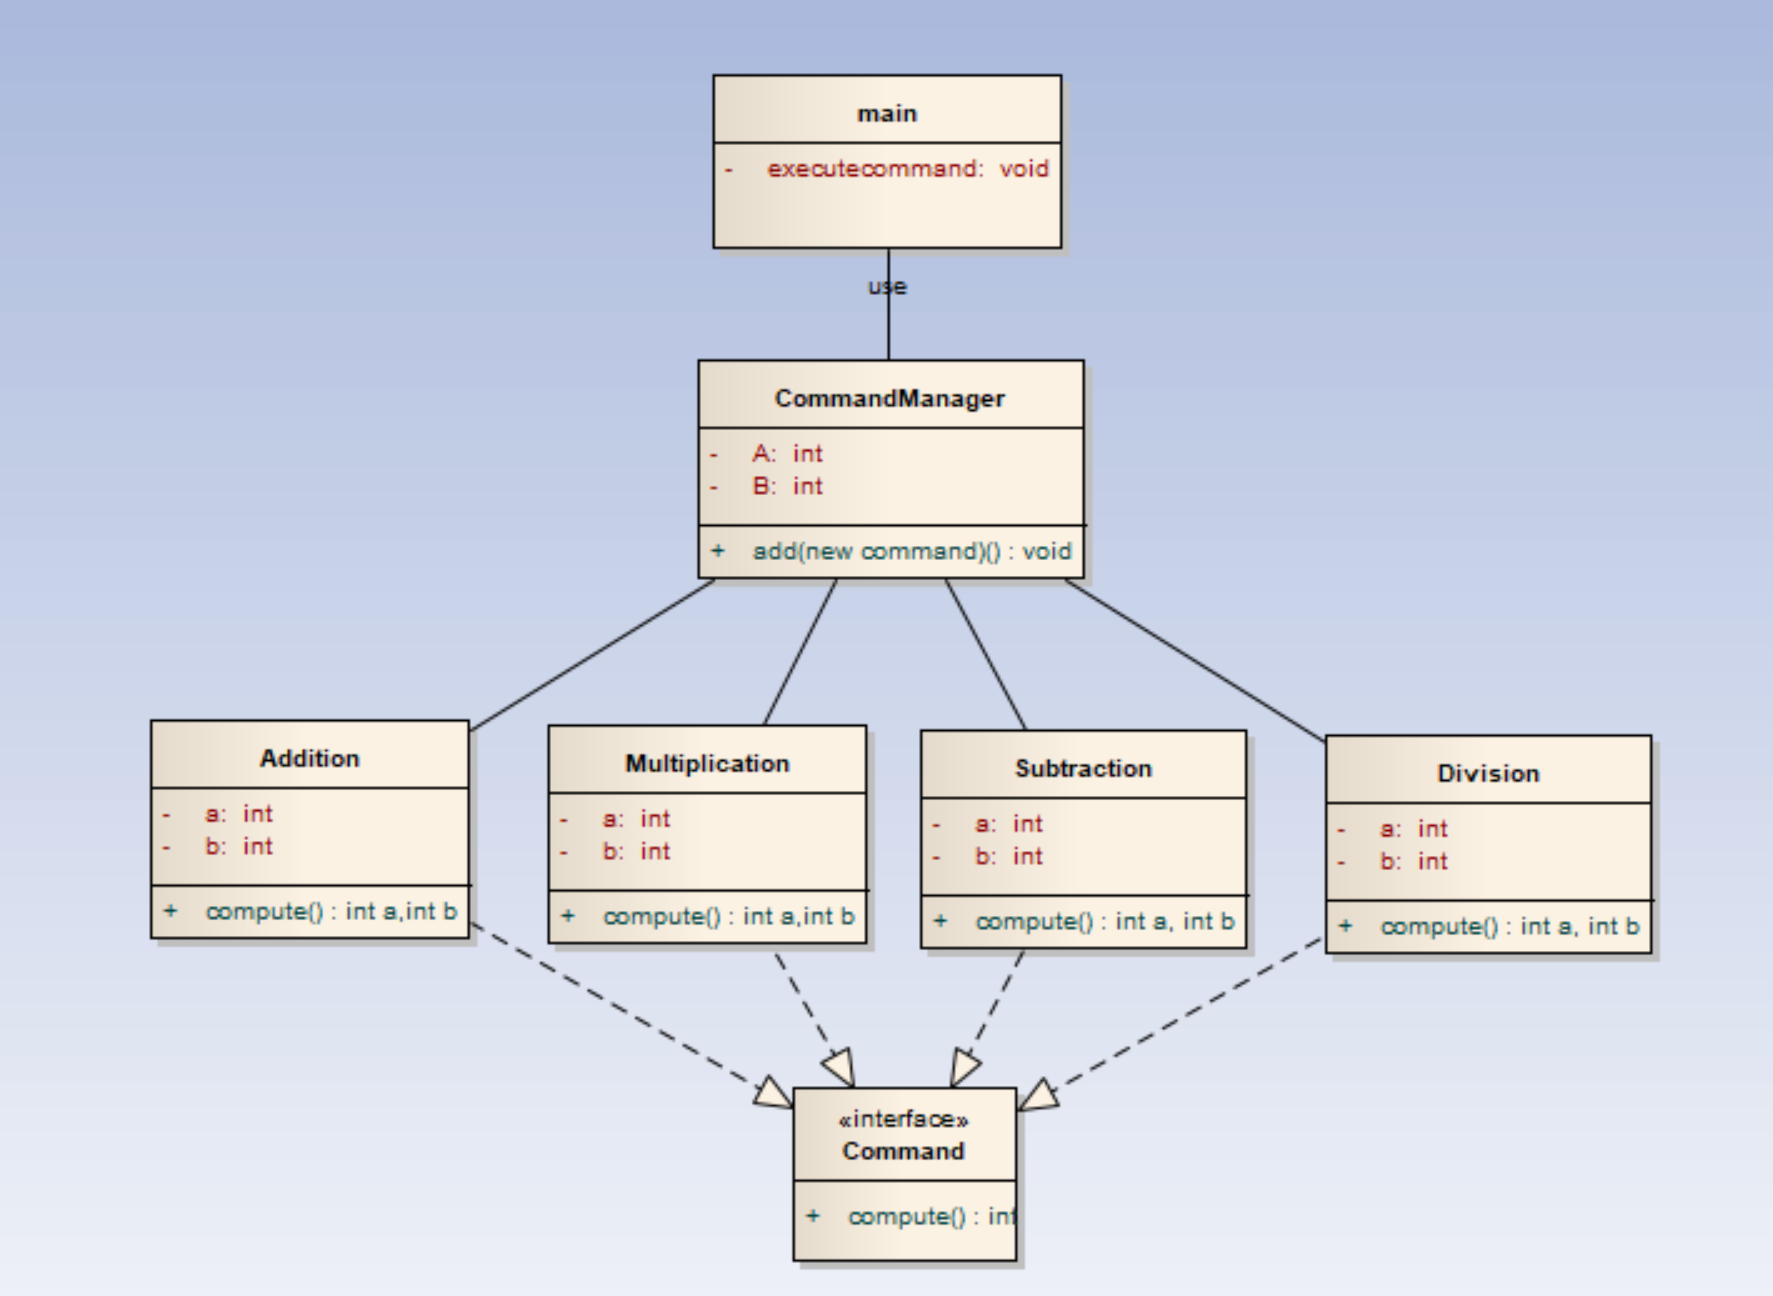 main
- executecommand: void
use
CommandManager
- A: int
- B: int
+ add(new command)() : void
Addition
- a: int
- b: int
+ compute() : int a,int b
Multiplication
- a: int
- b: int
+ compute() : int a,int b
Subtraction
- a: int
- b: int
+ compute() : int a, int b
Division
- a: int
- b: int
+ compute() : int a, int b
«interface»
Command
+ compute() : int